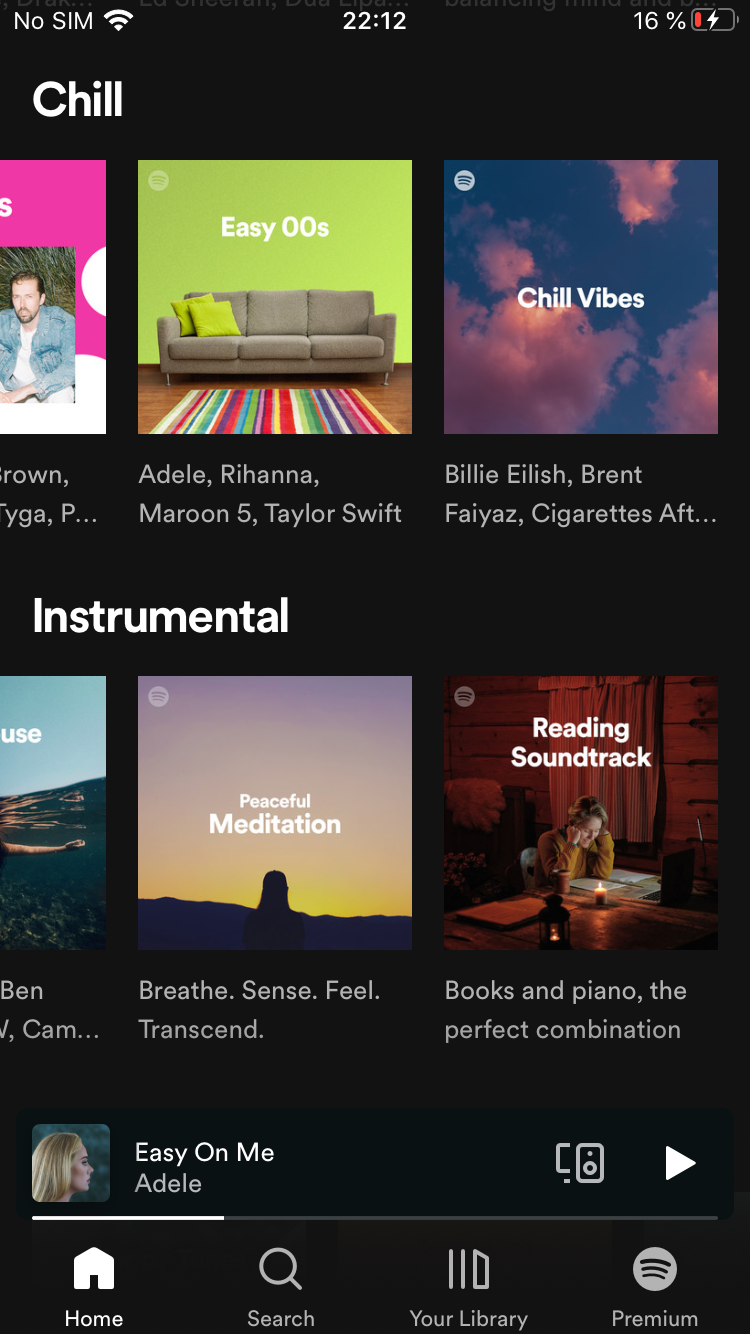 No SIM 22:12 16 %
Chill
s
Easy 00s
Chill Vibes
Brown,
Tyga, P…
Adele, Rihanna,
Maroon 5, Taylor Swift
Billie Eilish, Brent
Faiyaz, Cigarettes Aft…
Instrumental
use
Peaceful
Meditation
Reading
Soundtrack
Ben
, Cam…
Breathe. Sense. Feel.
Transcend.
Books and piano, the
perfect combination
Easy On Me
Adele
Home Search Your Library Premium